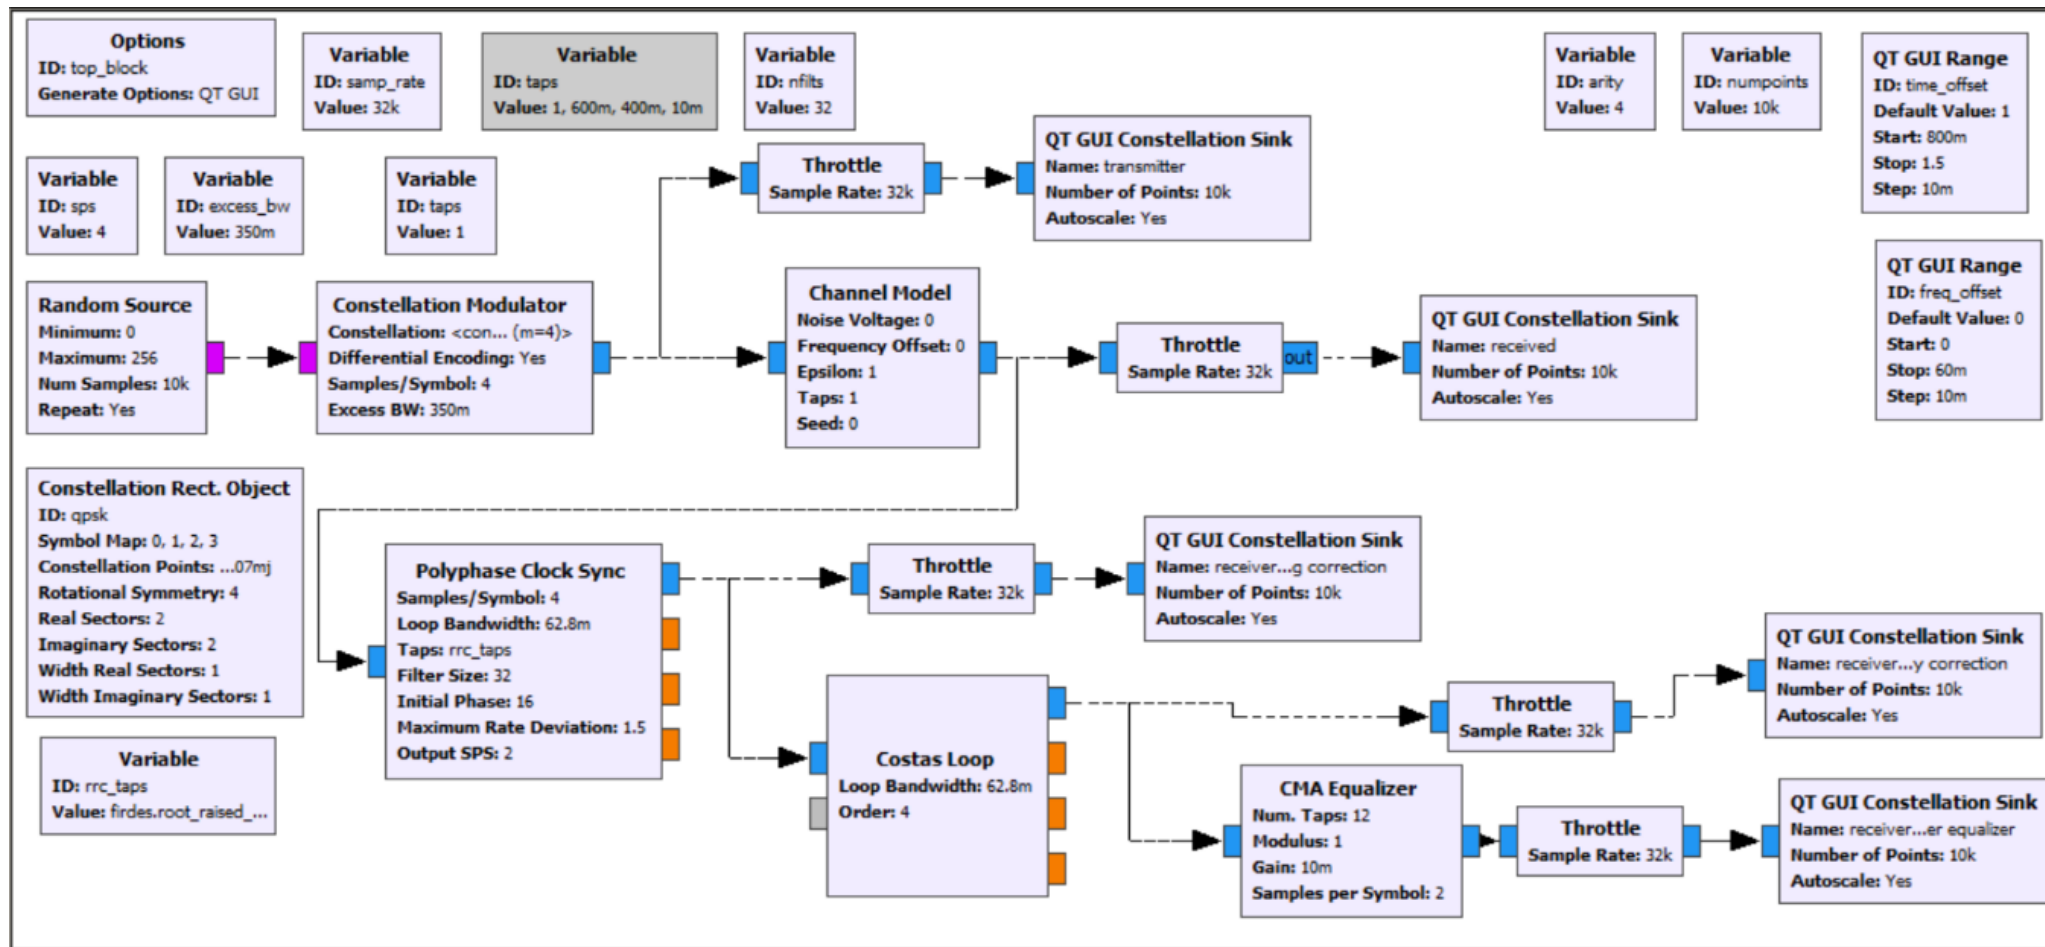 Options
ID: top_block
Generate Options: QT GUI
Variable
ID: samp_rate
Value: 32k
Variable
ID: taps
Value: 1, 600m, 400m, 10m
Variable
ID: nfilts
Value: 32
Variable
ID: arity
Value: 4
Variable
ID: numpoints
Value: 10k
QT GUI Range
ID: time_offset
Default Value: 1
Start: 800m
Stop: 1.5
Step: 10m
Variable
ID: sps
Value: 4
Variable
ID: excess_bw
Value: 350m
Variable
ID: taps
Value: 1
Throttle
Sample Rate: 32k
QT GUI Constellation Sink
Name: transmitter
Number of Points: 10k
Autoscale: Yes
QT GUI Range
ID: freq_offset
Default Value: 0
Start: 0
Stop: 60m
Step: 10m
Random Source
Minimum: 0
Maximum: 256
Num Samples: 10k
Repeat: Yes
Constellation Modulator
Constellation: <con... (m=4)>
Differential Encoding: Yes
Samples/Symbol: 4
Excess BW: 350m
Channel Model
Noise Voltage: 0
Frequency Offset: 0
Epsilon: 1
Taps: 1
Seed: 0
Throttle
Sample Rate: 32k
out
QT GUI Constellation Sink
Name: received
Number of Points: 10k
Autoscale: Yes
Constellation Rect. Object
ID: qpsk
Symbol Map: 0, 1, 2, 3
Constellation Points: ...07mj
Rotational Symmetry: 4
Real Sectors: 2
Imaginary Sectors: 2
Width Real Sectors: 1
Width Imaginary Sectors: 1
Polyphase Clock Sync
Samples/Symbol: 4
Loop Bandwidth: 62.8m
Taps: rrc_taps
Filter Size: 32
Initial Phase: 16
Maximum Rate Deviation: 1.5
Output SPS: 2
Throttle
Sample Rate: 32k
QT GUI Constellation Sink
Name: receiver...g correction
Number of Points: 10k
Autoscale: Yes
Variable
ID: rrc_taps
Value: firdes.root_raised_...
Costas Loop
Loop Bandwidth: 62.8m
Order: 4
Throttle
Sample Rate: 32k
QT GUI Constellation Sink
Name: receiver...y correction
Number of Points: 10k
Autoscale: Yes
CMA Equalizer
Num. Taps: 12
Modulus: 1
Gain: 10m
Samples per Symbol: 2
Throttle
Sample Rate: 32k
QT GUI Constellation Sink
Name: receiver...er equalizer
Number of Points: 10k
Autoscale: Yes